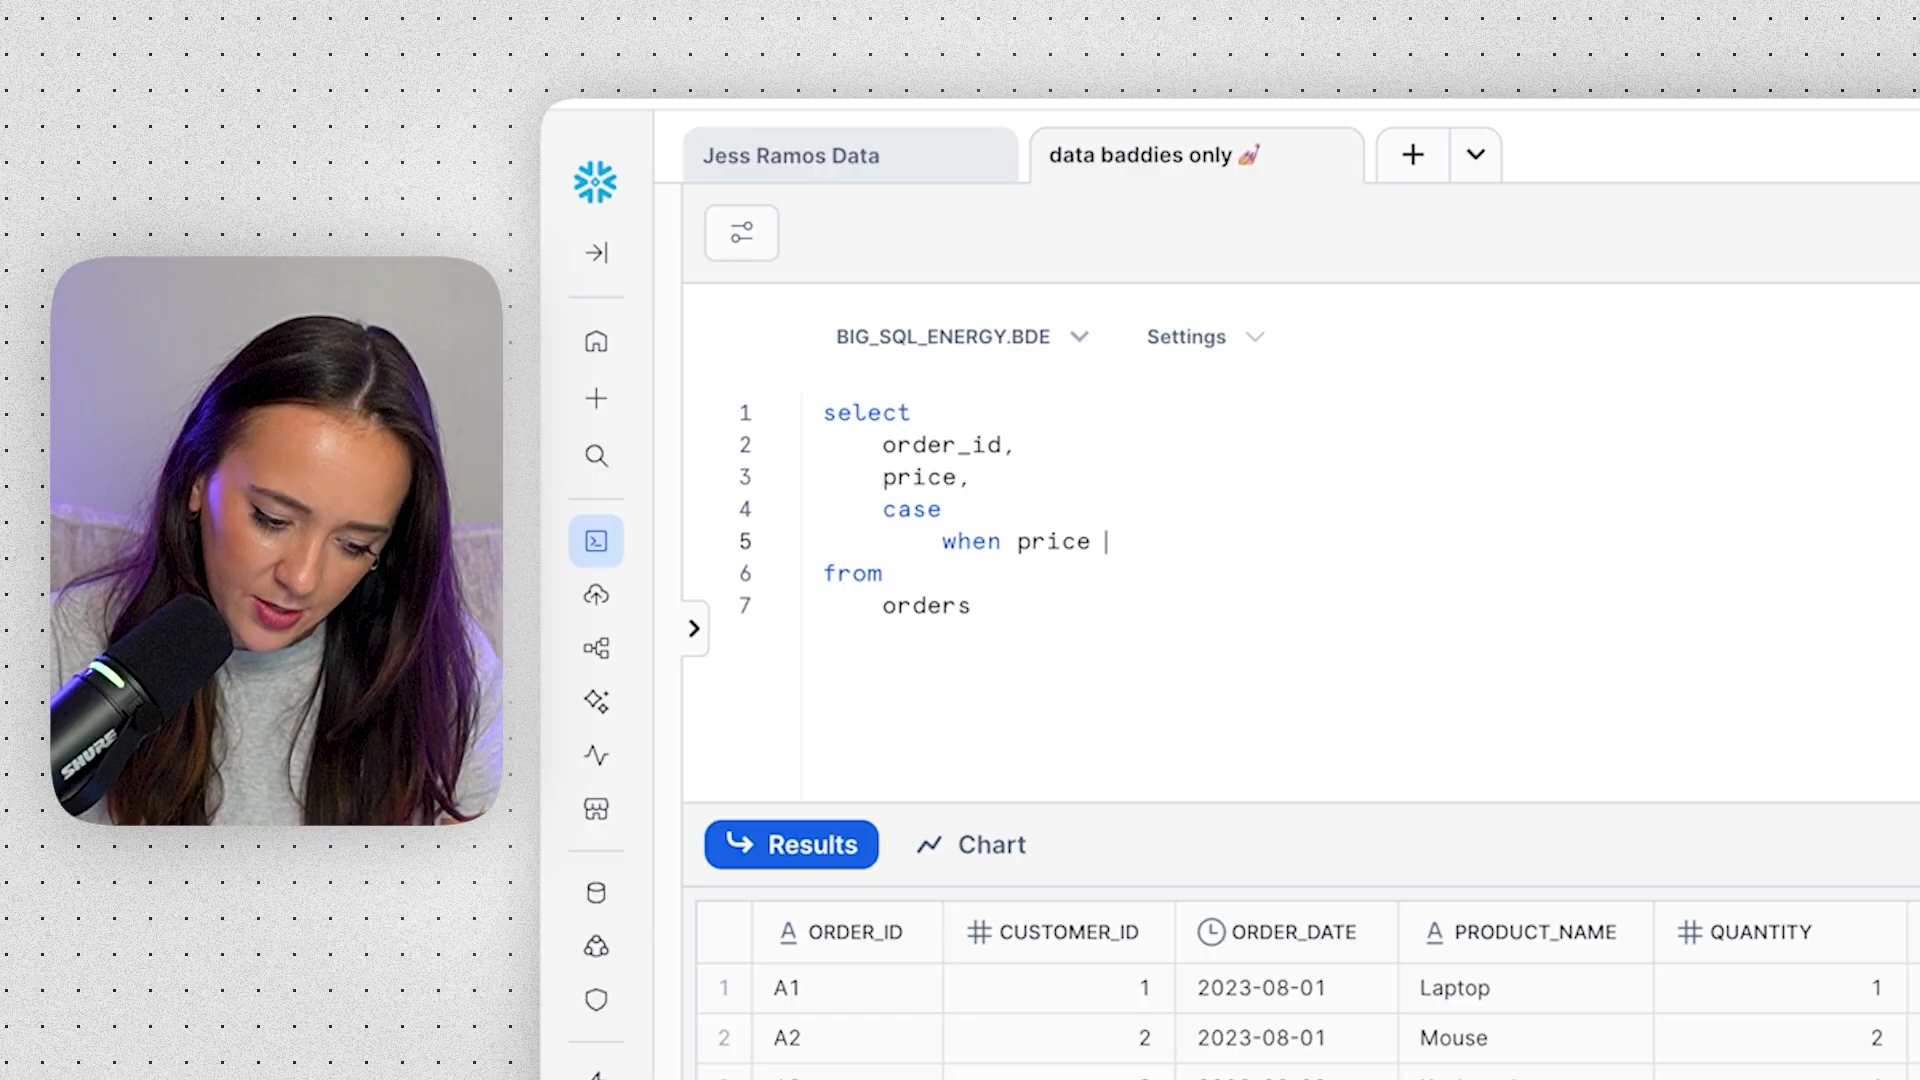 Jess Ramos Data
data baddies only 💅
BIG_SQL_ENERGY.BDE
Settings
1 select
2 order_id,
3 price,
4 case
5 when price
6 from
7 orders
SHURE
Results
Chart
ORDER_ID CUSTOMER_ID ORDER_DATE PRODUCT_NAME QUANTITY
1 A1 1 2023-08-01 Laptop 1
2 A2 2 2023-08-01 Mouse 2